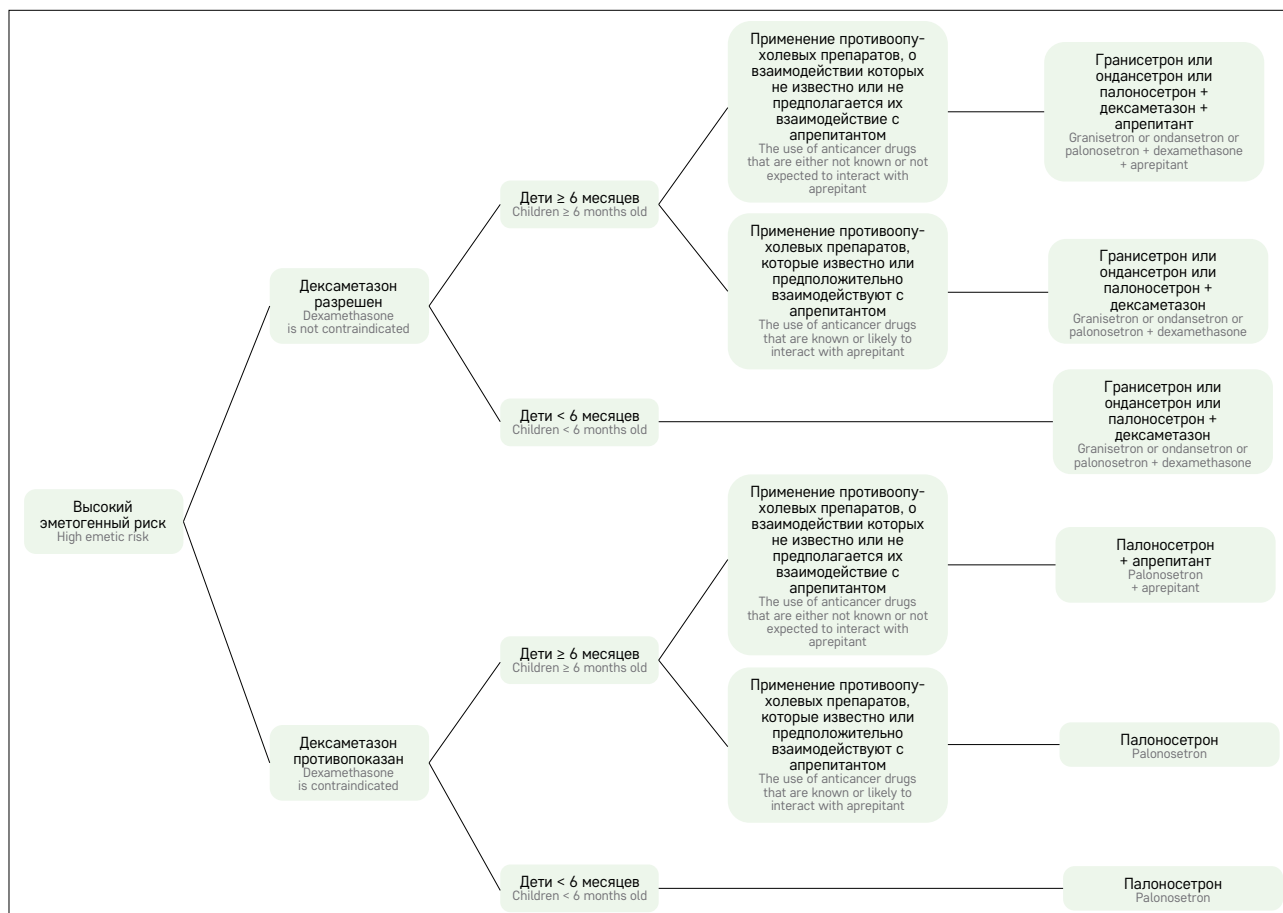 Высокий
эметогенный риск
High emetic risk
Дексаметазон
разрешен
Dexamethasone
is not contraindicated
Дети ≥ 6 месяцев
Children ≥ 6 months old
Применение противоопу-
холевых препаратов, о
взаимодействии которых
не известно или не
предполагается их
взаимодействие с
апрепитантом
The use of anticancer drugs
that are either not known or not
expected to interact with
aprepitant
Гранисетрон или
ондансетрон или
палоносетрон +
дексаметазон +
апрепитант
Granisetron or ondansetron or
palonosetron + dexamethasone
+ aprepitant
Применение противоопу-
холевых препаратов,
которые известно или
предположительно
взаимодействуют с
апрепитантом
The use of anticancer drugs
that are known or likely to
interact with aprepitant
Гранисетрон или
ондансетрон или
палоносетрон +
дексаметазон
Granisetron or ondansetron or
palonosetron + dexamethasone
Дети < 6 месяцев
Children < 6 months old
Гранисетрон или
ондансетрон или
палоносетрон +
дексаметазон
Granisetron or ondansetron or
palonosetron + dexamethasone
Дексаметазон
противопоказан
Dexamethasone
is contraindicated
Дети ≥ 6 месяцев
Children ≥ 6 months old
Применение противоопу-
холевых препаратов, о
взаимодействии которых
не известно или не
предполагается их
взаимодействие с
апрепитантом
The use of anticancer drugs
that are either not known or not
expected to interact with
aprepitant
Палоносетрон
+ апрепитант
Palonosetron
+ aprepitant
Применение противоопу-
холевых препаратов,
которые известно или
предположительно
взаимодействуют с
апрепитантом
The use of anticancer drugs
that are known or likely to
interact with aprepitant
Палоносетрон
Palonosetron
Дети < 6 месяцев
Children < 6 months old
Палоносетрон
Palonosetron